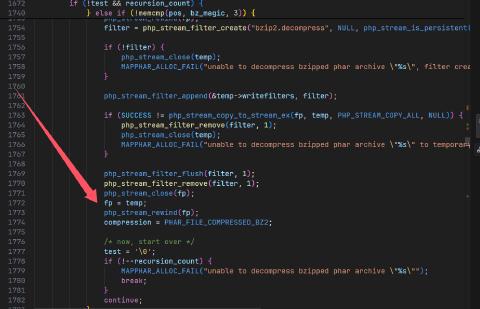 1672 if (!test && recursion_count) {
1740 } else if (!memcmp(pos, bz_magic, 3)) {
1753 php_stream_rewind(fp);
1754 filter = php_stream_filter_create("bzip2.decompress", NULL, php_stream_is_persistent(
1755
1756 if (!filter) {
1757 php_stream_close(temp);
1758 MAPPHAR_ALLOC_FAIL("unable to decompress bzipped phar archive \"%s\", filter crea
1759 }
1760
1761 php_stream_filter_append(&temp->writefilters, filter);
1762
1763 if (SUCCESS != php_stream_copy_to_stream_ex(fp, temp, PHP_STREAM_COPY_ALL, NULL)) {
1764 php_stream_filter_remove(filter, 1);
1765 php_stream_close(temp);
1766 MAPPHAR_ALLOC_FAIL("unable to decompress bzipped phar archive \"%s\" to temporar
1767 }
1768
1769 php_stream_filter_flush(filter, 1);
1770 php_stream_filter_remove(filter, 1);
1771 php_stream_close(fp);
1772 fp = temp;
1773 php_stream_rewind(fp);
1774 compression = PHAR_FILE_COMPRESSED_BZ2;
1775
1776 /* now, start over */
1777 test = '\0';
1778 if (!--recursion_count) {
1779 MAPPHAR_ALLOC_FAIL("unable to decompress bzipped phar archive \"%s\"");
1780 break;
1781 }
1782 continue;